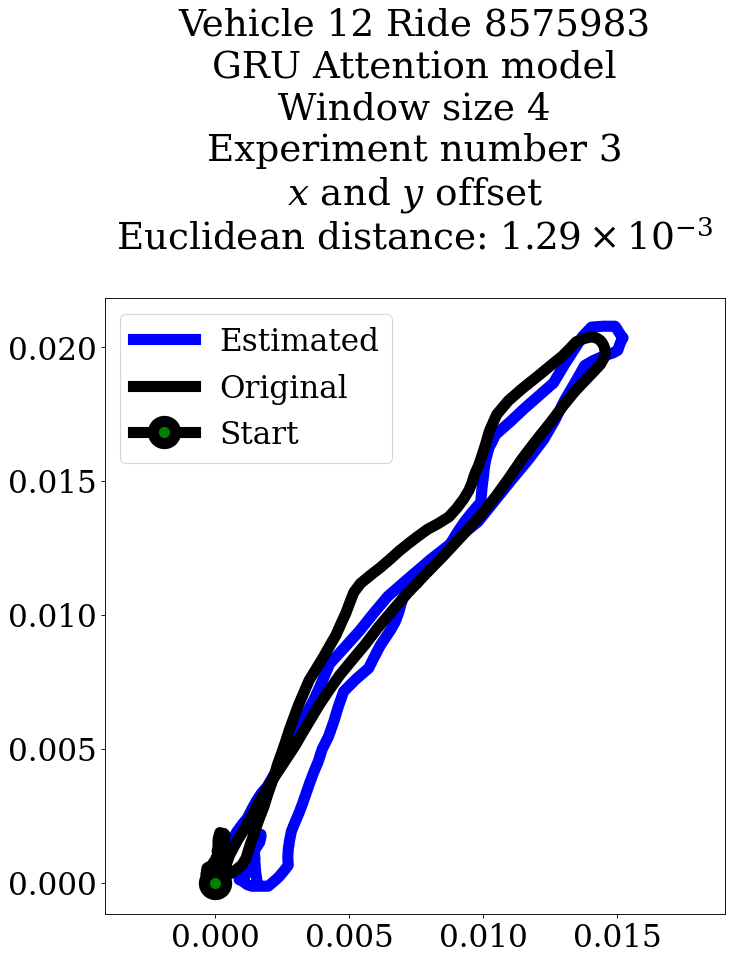 Vehicle 12 Ride 8575983
GRU Attention model
Window size 4
Experiment number 3
x and y offset
Euclidean distance: 1.29 × 10⁻³
Estimated
Original
Start
0.020
0.015
0.010
0.005
0.000
0.000 0.005 0.010 0.015